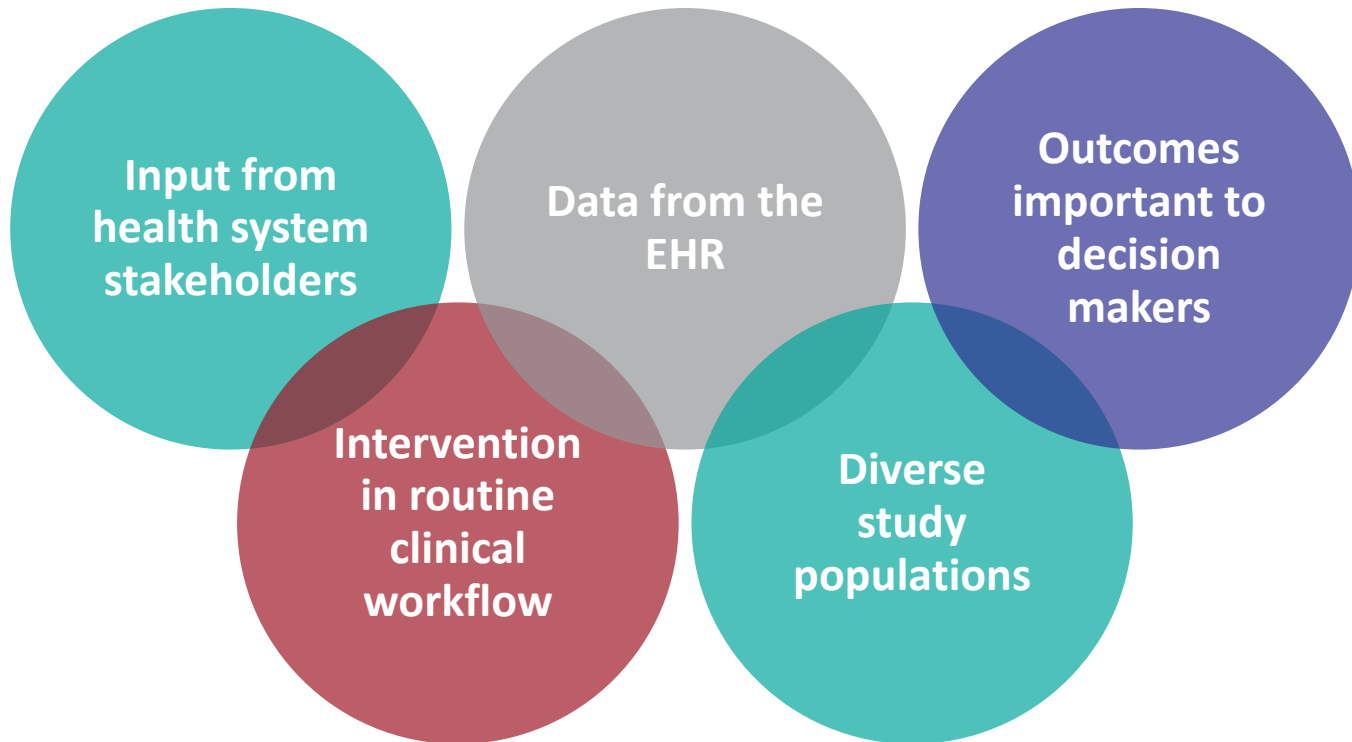 Input from
health system
stakeholders
Data from the
EHR
Outcomes
important to
decision
makers
Intervention
in routine
clinical
workflow
Diverse
study
populations